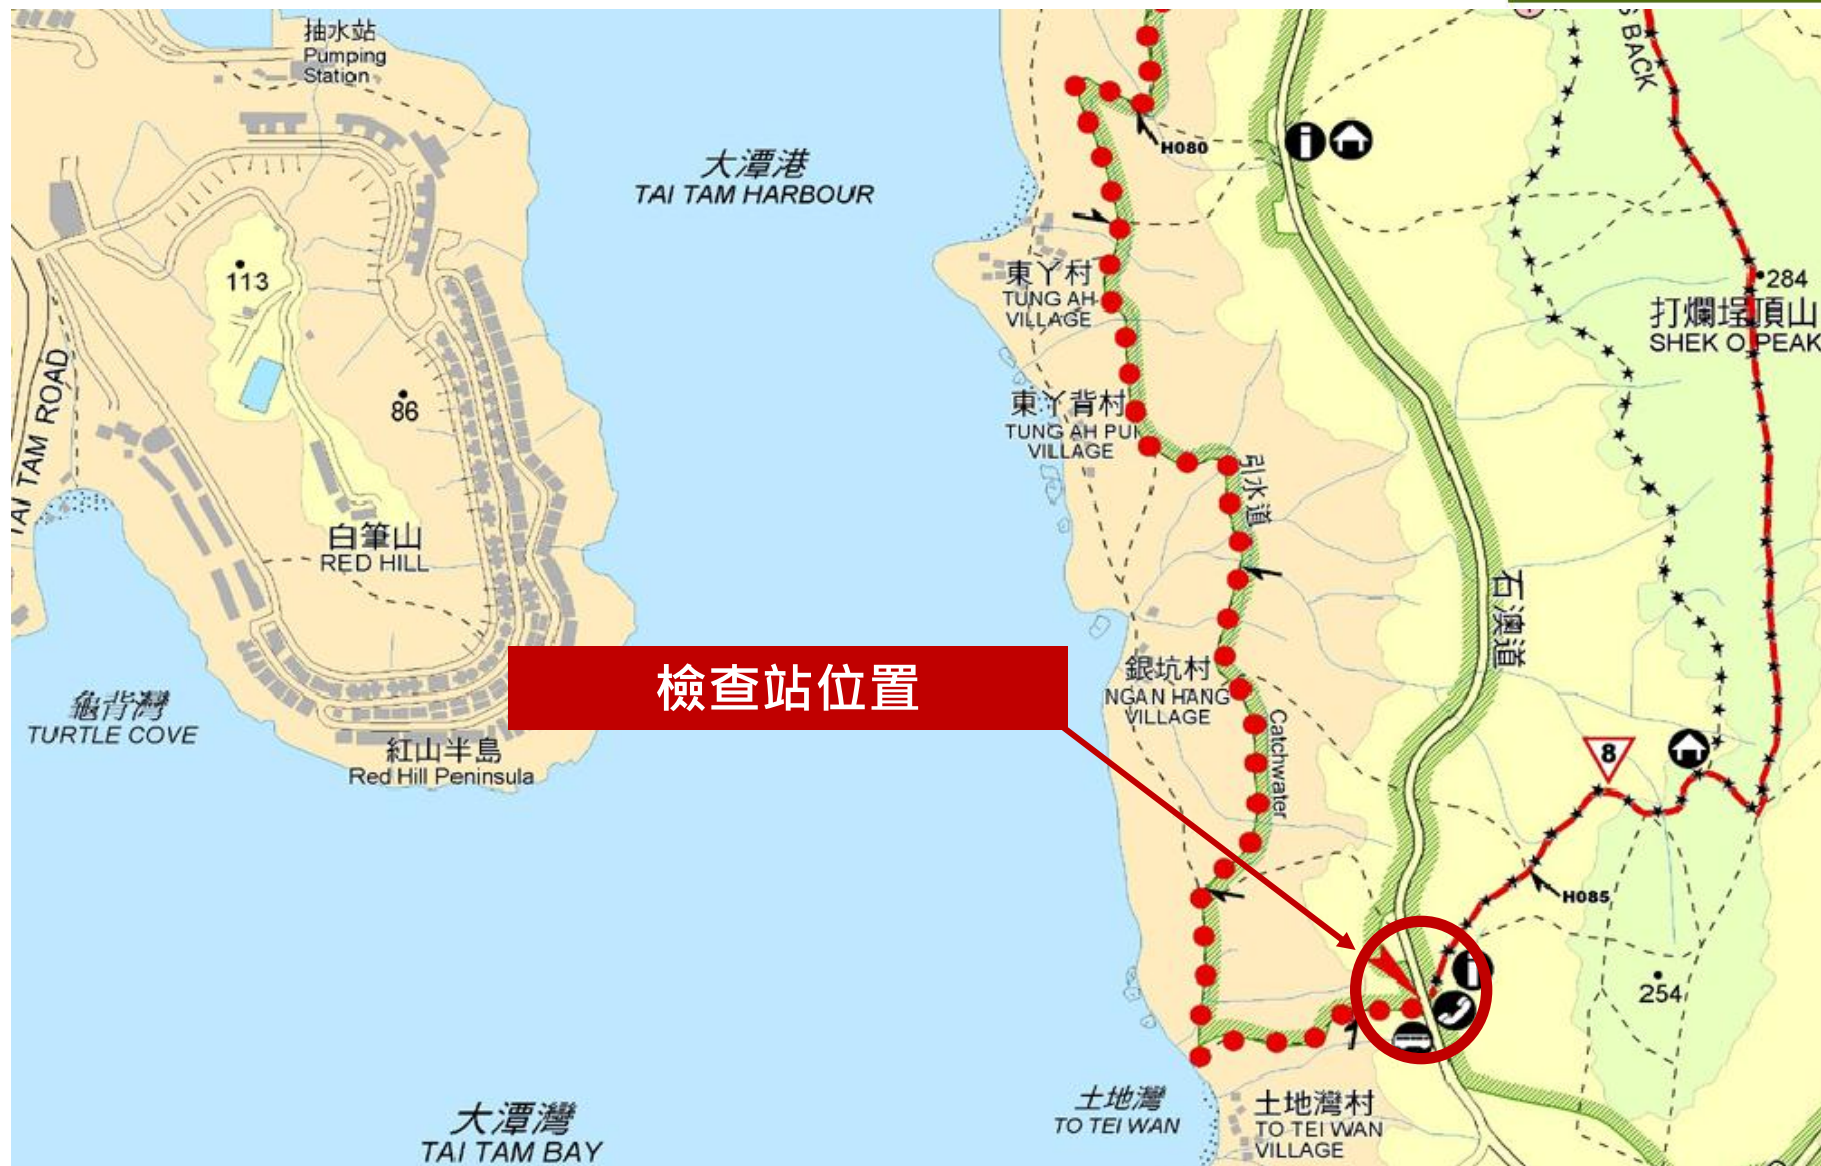 抽水站
Pumping
Station
大潭港
TAI TAM HARBOUR
H080
BACK
113
東丫村
TUNG AH
VILLAGE
284
打爛埕頂山
SHEK O PEAK
TAI TAM ROAD
86
東丫背村
TUNG AH PUI
VILLAGE
引水道
白筆山
RED HILL
石澳道
檢查站位置
銀坑村
NGAN HANG
VILLAGE
龜背灣
TURTLE COVE
紅山半島
Red Hill Peninsula
Catchwater
8
H085
254
土地灣
TO TEI WAN
土地灣村
TO TEI WAN
VILLAGE
大潭灣
TAI TAM BAY